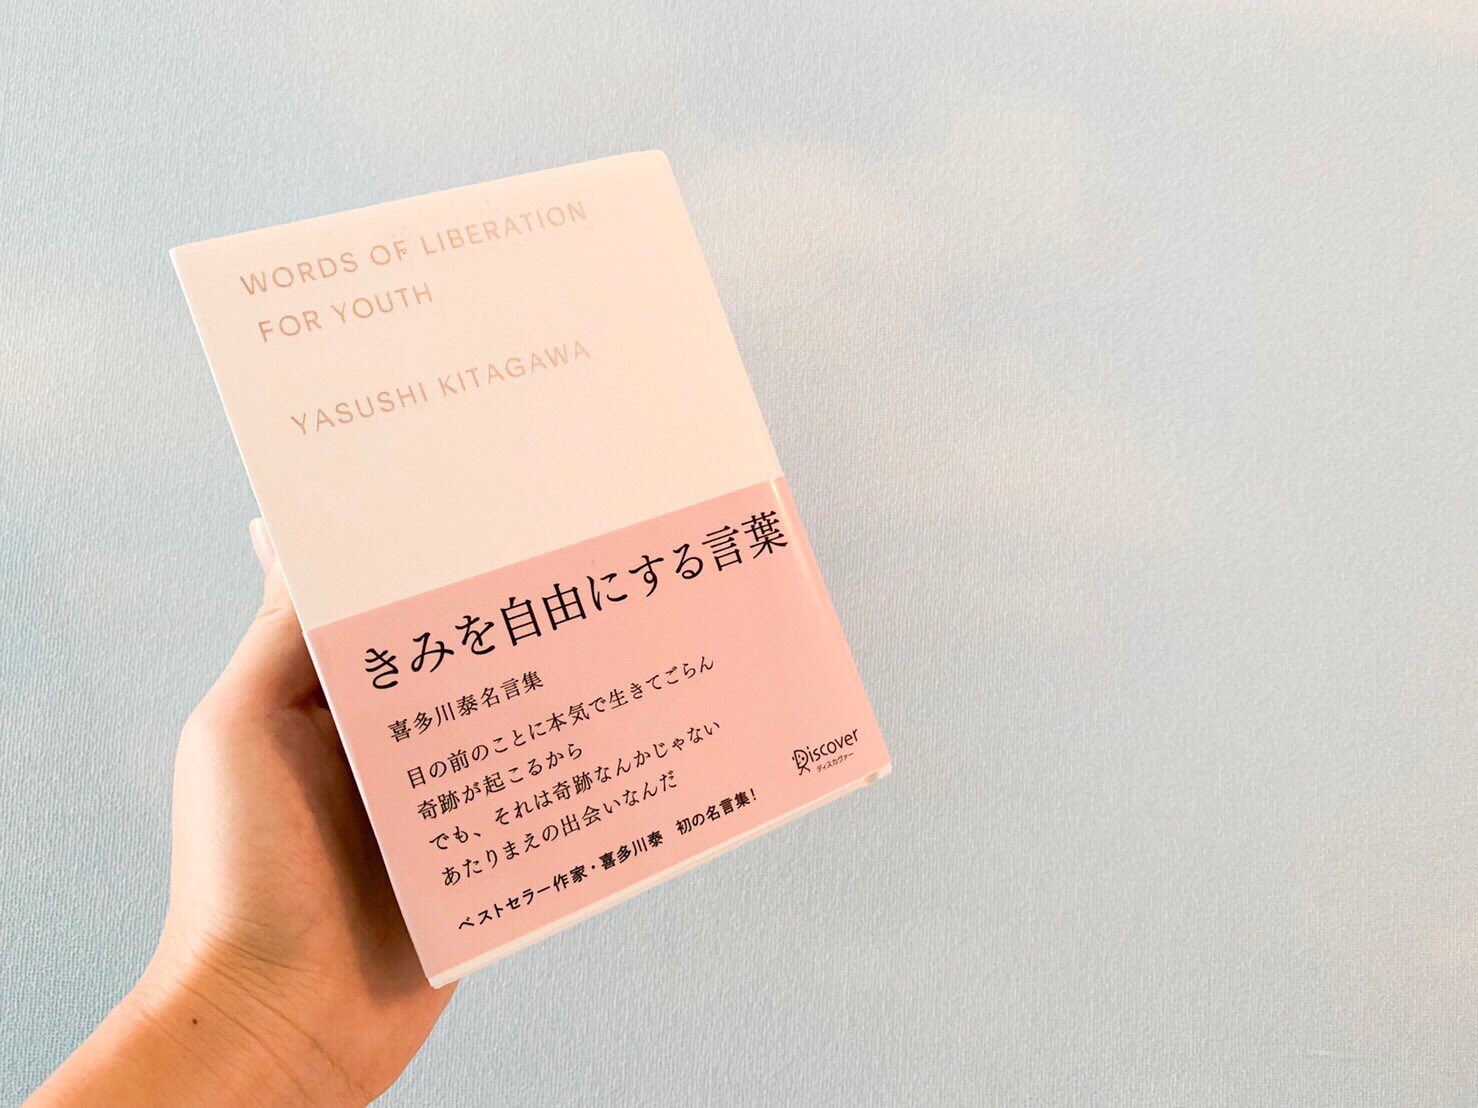 WORDS OF LIBERATION
FOR YOUTH
YASUSHI KITAGAWA
きみを自由にする言葉
喜多川泰名言集
目の前のことに本気で生きてごらん
奇跡が起こるから
でも、それは奇跡なんかじゃない
あたりまえの出会いなんだ
Discover
ディスカヴァー
ベストセラー作家・喜多川泰　初の名言集!